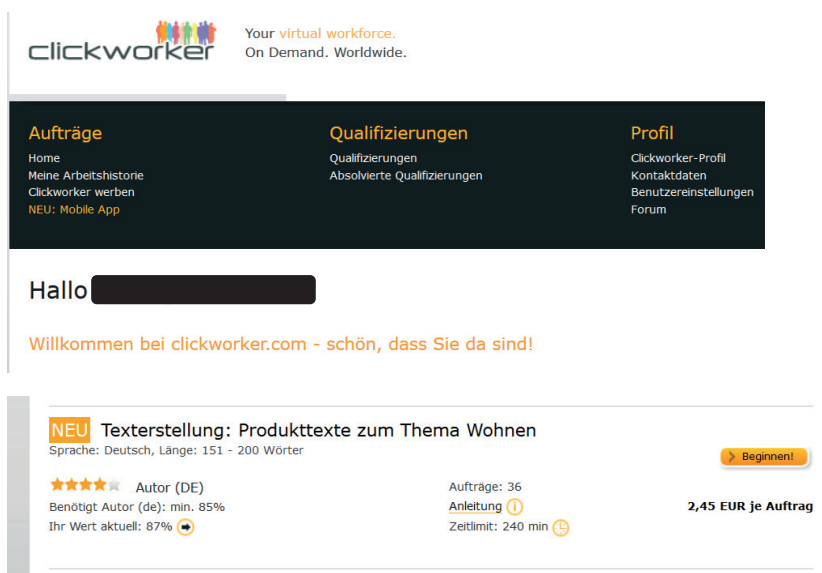 clickworker
Your virtual workforce.
On Demand. Worldwide.
Aufträge
Home
Meine Arbeitshistorie
Clickworker werben
NEU: Mobile App
Qualifizierungen
Qualifizierungen
Absolvierte Qualifizierungen
Profil
Clickworker-Profil
Kontaktdaten
Benutzereinstellungen
Forum
Hallo
Willkommen bei clickworker.com - schön, dass Sie da sind!
NEU Texterstellung: Produkttexte zum Thema Wohnen
Sprache: Deutsch, Länge: 151 - 200 Wörter
Beginnen!
Autor (DE)
Benötigt Autor (de): min. 85%
Ihr Wert aktuell: 87%
Aufträge: 36
Anleitung
Zeitlimit: 240 min
2,45 EUR je Auftrag